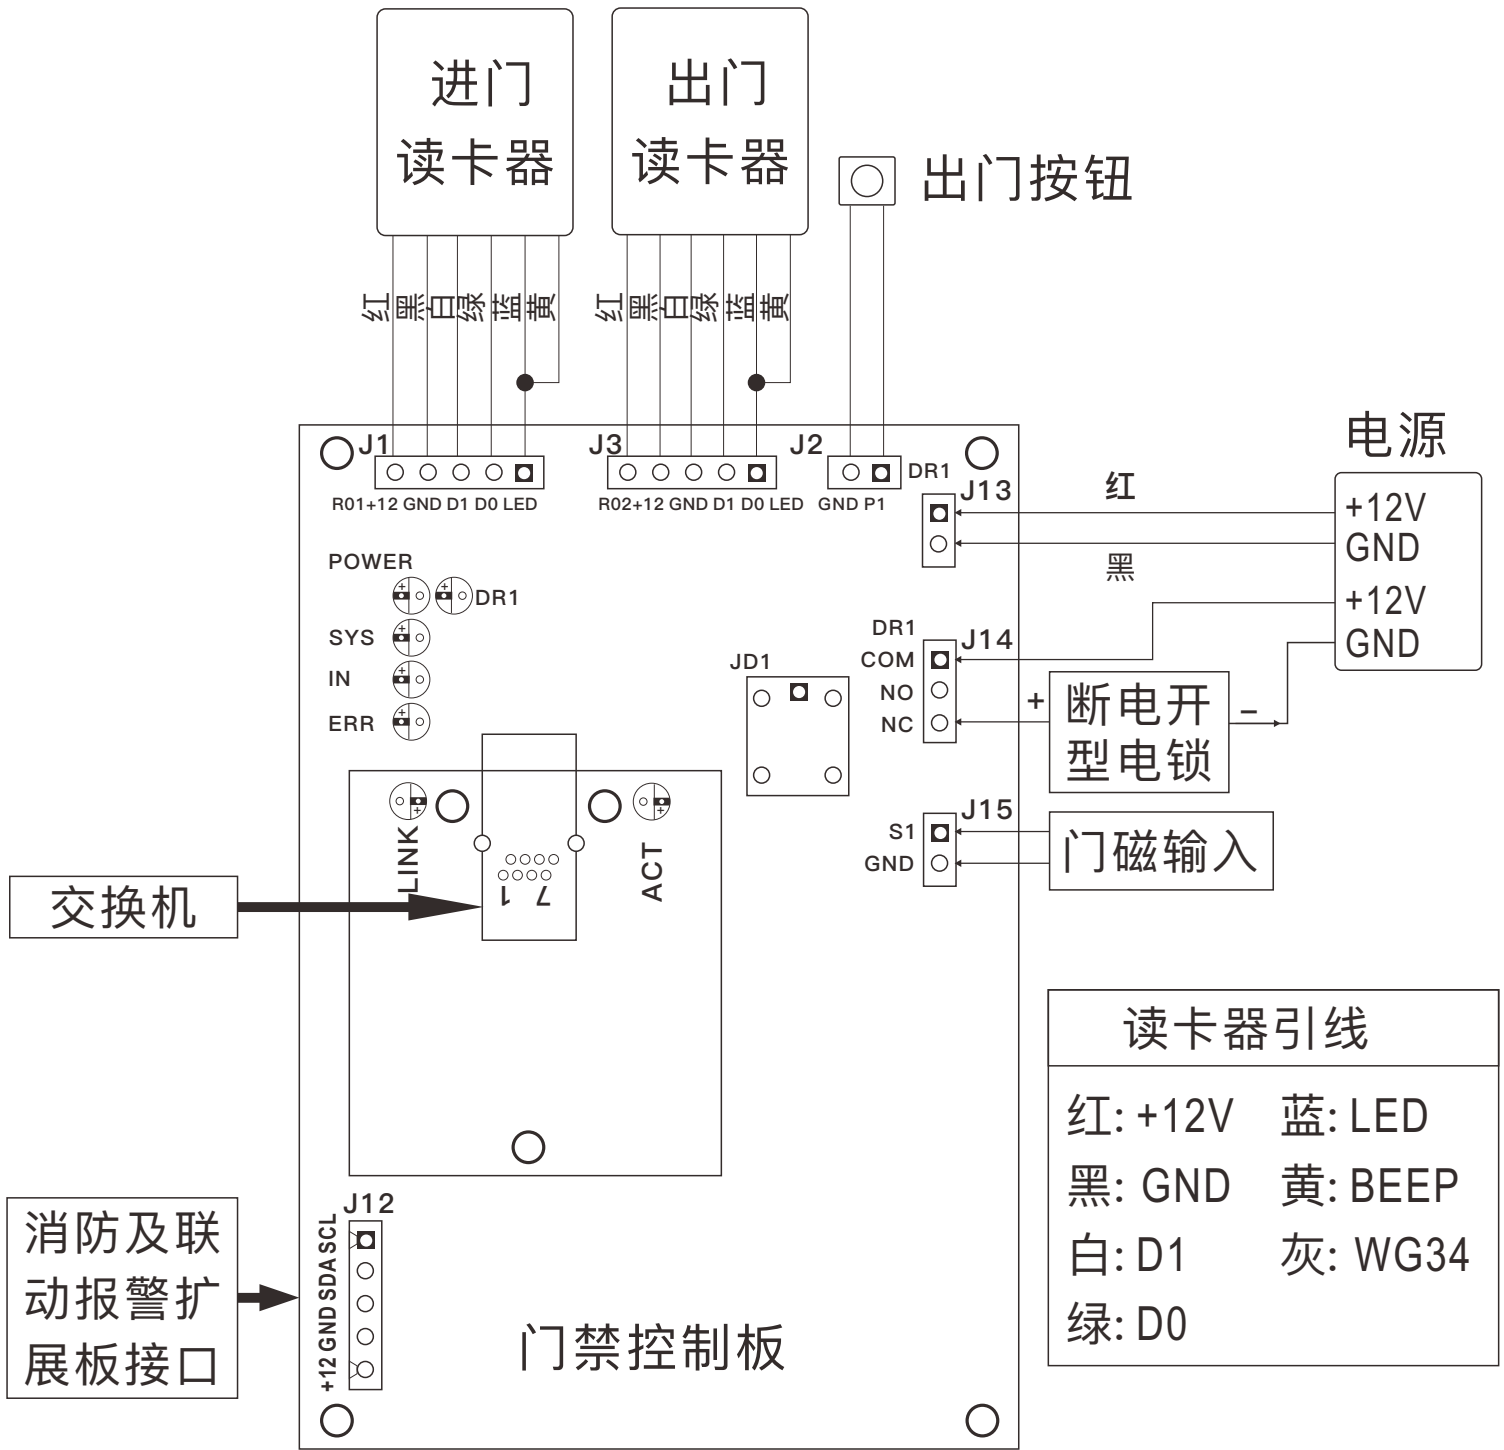 进门
读卡器
出门
读卡器
出门按钮
红 黑 白 绿 蓝 黄
红 黑 白 绿 蓝 黄
J1
J3
J2
DR1
R01+12 GND D1 D0 LED
R02+12 GND D1 D0 LED
GND P1
J13
红
黑
电源
+12V
GND
+12V
GND
POWER
DR1
SYS
IN
ERR
JD1
DR1
J14
COM
NO
NC
+
断电开
型电锁
−
J15
S1
GND
门磁输入
LINK
ACT
1 7
交换机
读卡器引线
红: +12V 蓝: LED
黑: GND 黄: BEEP
白: D1 灰: WG34
绿: D0
J12
+12 GND SDA SCL
消防及联
动报警扩
展板接口
门禁控制板